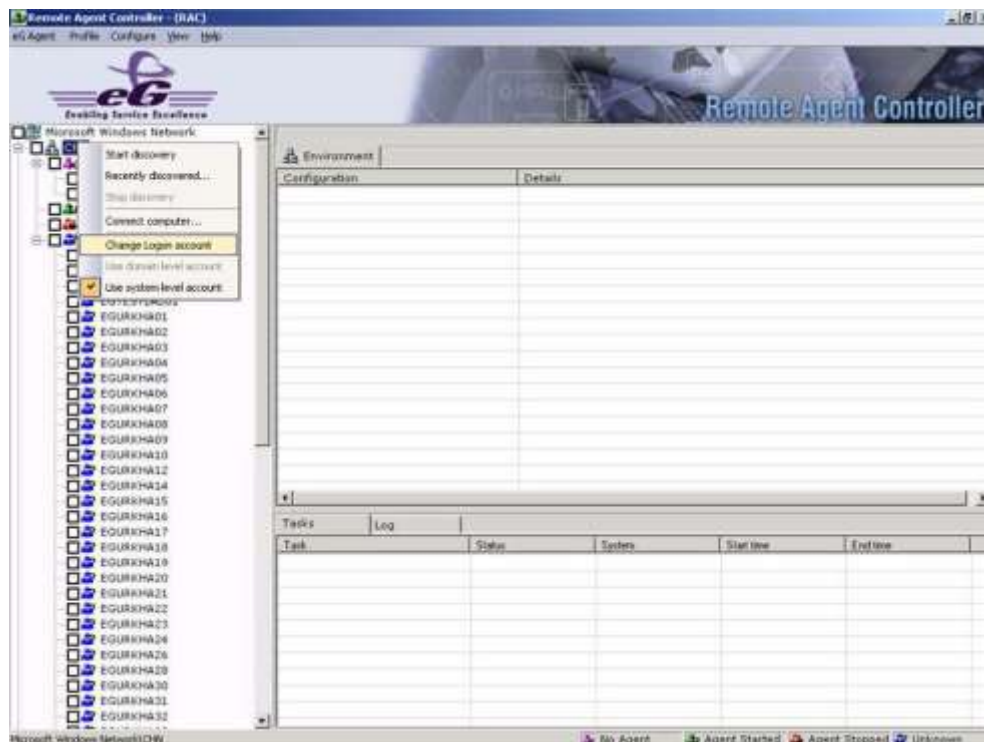 Remote Agent Controller - (RAC)
eG Agent Profile Configure View Help
eG
Enabling Service Excellence
Remote Agent Controller
Microsoft Windows Network
Start discovery
Recently discovered...
Stop discovery
Connect computer...
Change Login account
Use domain level account
Use system level account
EGURKHA01
EGURKHA02
EGURKHA03
EGURKHA04
EGURKHA05
EGURKHA06
EGURKHA07
EGURKHA08
EGURKHA09
EGURKHA10
EGURKHA12
EGURKHA14
EGURKHA15
EGURKHA16
EGURKHA17
EGURKHA18
EGURKHA19
EGURKHA20
EGURKHA21
EGURKHA22
EGURKHA23
EGURKHA24
EGURKHA26
EGURKHA28
EGURKHA30
EGURKHA31
EGURKHA32
Environment
Configuration Details
Tasks Log
Task Status System Start time End time
Microsoft Windows Network\CHN
No Agent Agent Started Agent Stopped Unknown